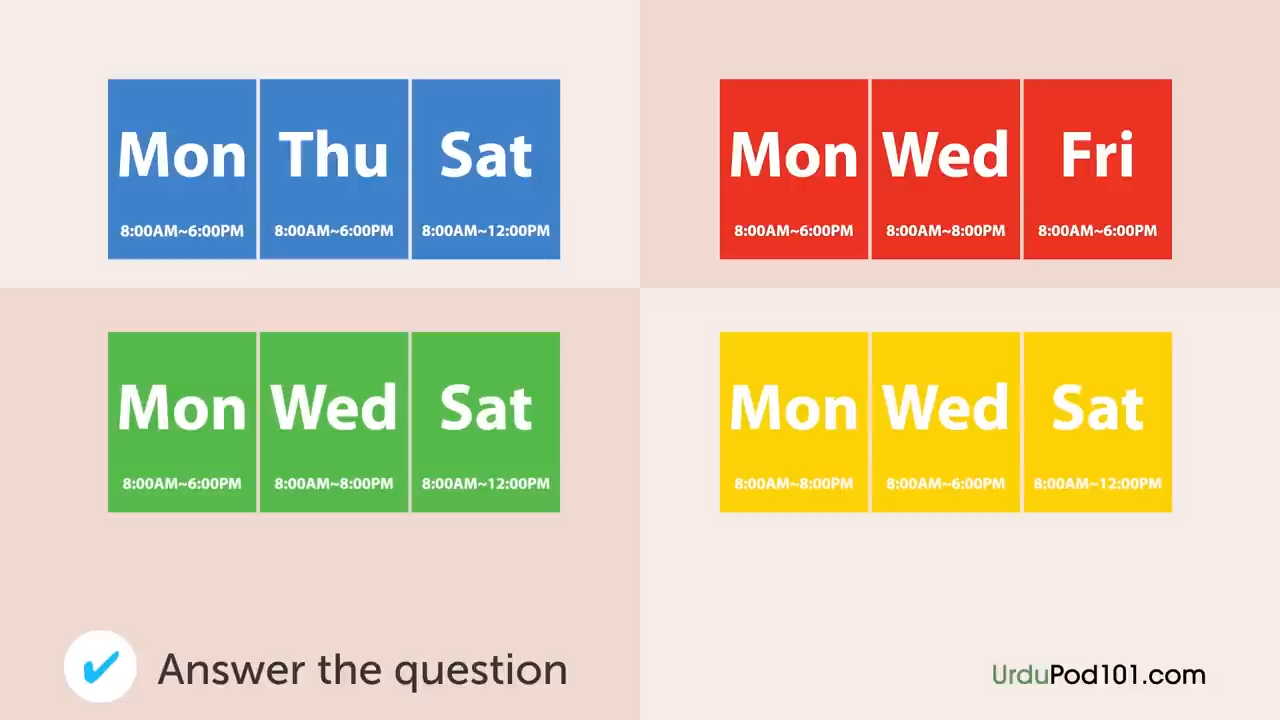 Mon Thu Sat
8:00AM~6:00PM 8:00AM~6:00PM 8:00AM~12:00PM
Mon Wed Fri
8:00AM~6:00PM 8:00AM~8:00PM 8:00AM~6:00PM
Mon Wed Sat
8:00AM~6:00PM 8:00AM~8:00PM 8:00AM~12:00PM
Mon Wed Sat
8:00AM~8:00PM 8:00AM~6:00PM 8:00AM~12:00PM
Answer the question
UrduPod101.com